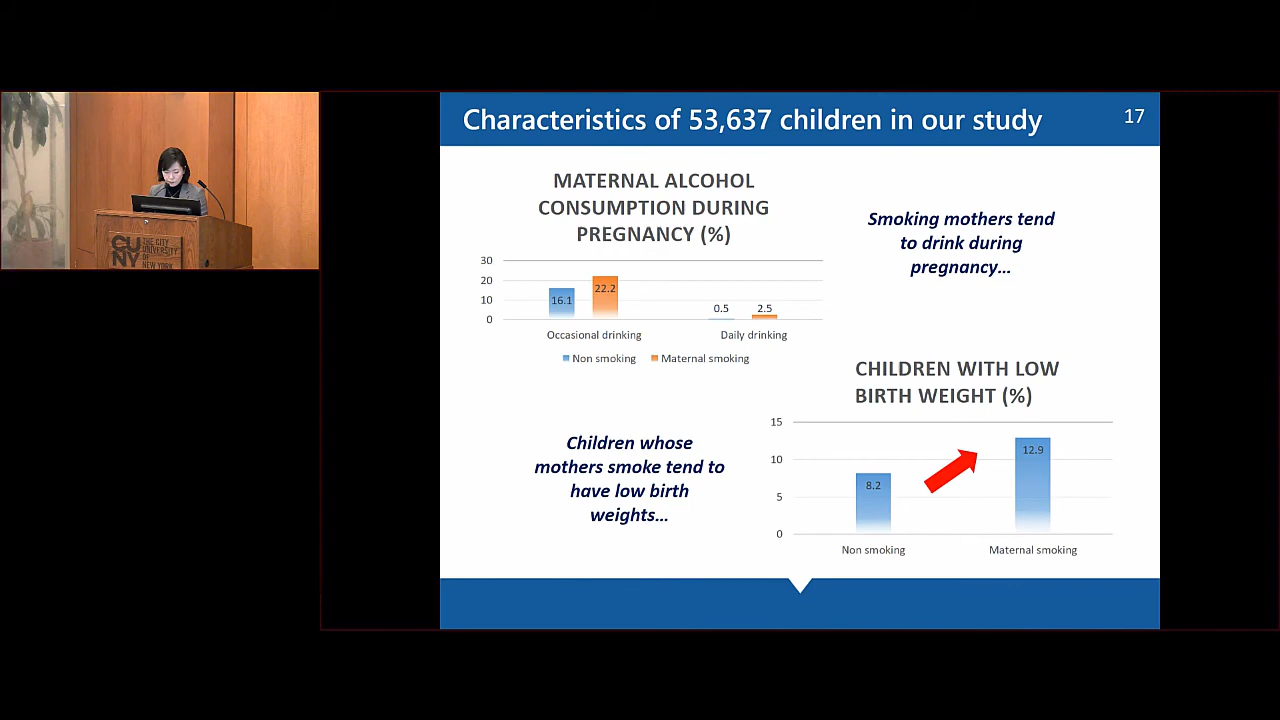 Characteristics of 53,637 children in our study
17
MATERNAL ALCOHOL
CONSUMPTION DURING
PREGNANCY (%)
30
20
10
0
16.1
22.2
0.5
2.5
Occasional drinking
Daily drinking
Non smoking
Maternal smoking
Smoking mothers tend
to drink during
pregnancy...
Children whose
mothers smoke tend to
have low birth
weights...
CHILDREN WITH LOW
BIRTH WEIGHT (%)
15
10
5
0
8.2
12.9
Non smoking
Maternal smoking
CU
NY
THE CITY
UNIVERSITY
OF
NEW YORK